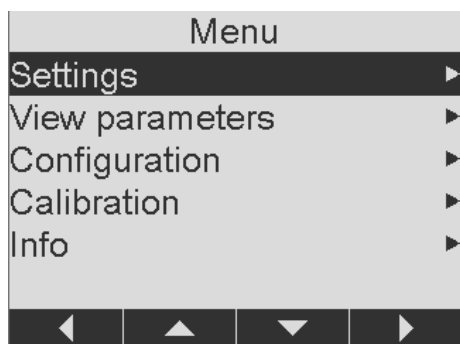 Menu
Settings
View parameters
Configuration
Calibration
Info